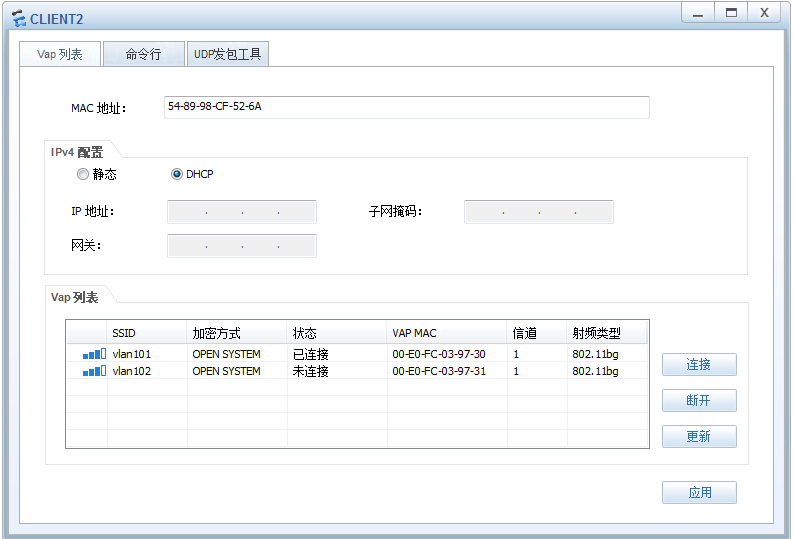 CLIENT2
Vap 列表 命令行 UDP发包工具
MAC 地址: 54-89-98-CF-52-6A
IPv4 配置
静态 DHCP
IP 地址: . . . 子网掩码: . . .
网关: . . .
Vap 列表
SSID 加密方式 状态 VAP MAC 信道 射频类型
vlan101 OPEN SYSTEM 已连接 00-E0-FC-03-97-30 1 802.11bg
vlan102 OPEN SYSTEM 未连接 00-E0-FC-03-97-31 1 802.11bg
连接
断开
更新
应用